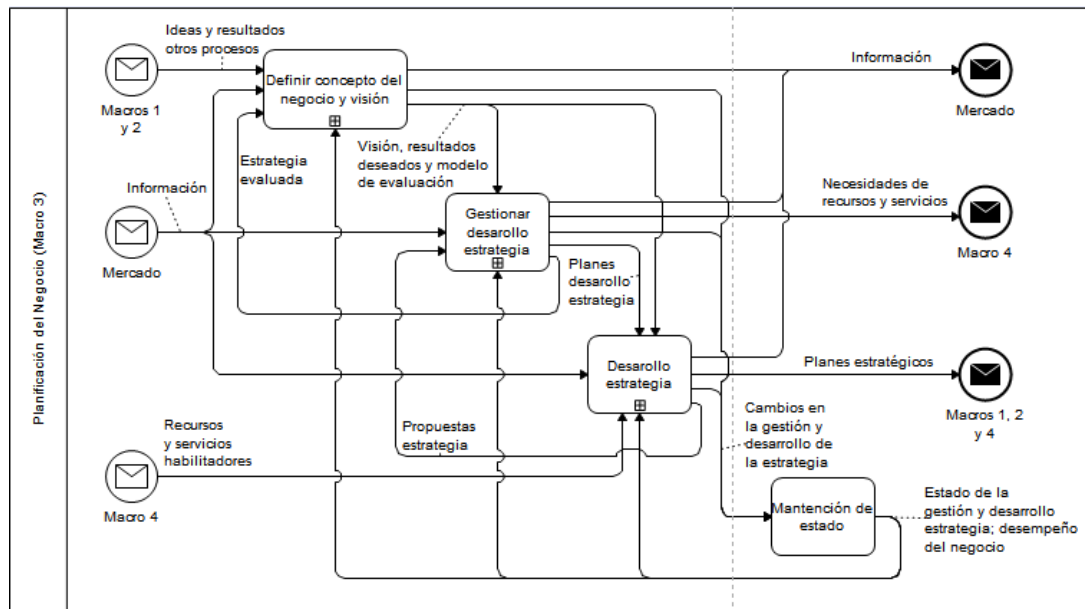 Planificación del Negocio (Macro 3)
Ideas y resultados
otros procesos
Macros 1
y 2
Definir concepto del
negocio y visión
Información
Mercado
Estrategia
evaluada
Visión, resultados
deseados y modelo
de evaluación
Información
Mercado
Gestionar
desarollo
estrategia
Necesidades de
recursos y servicios
Macro 4
Planes
desarollo
estrategia
Desarollo
estrategia
Planes estratégicos
Macros 1, 2
y 4
Recursos
y servicios
habilitadores
Macro 4
Propuestas
estrategia
Cambios en
la gestión y
desarrollo de
la estrategia
Mantención de
estado
Estado de la
gestión y desarrollo
estrategia; desempeño
del negocio